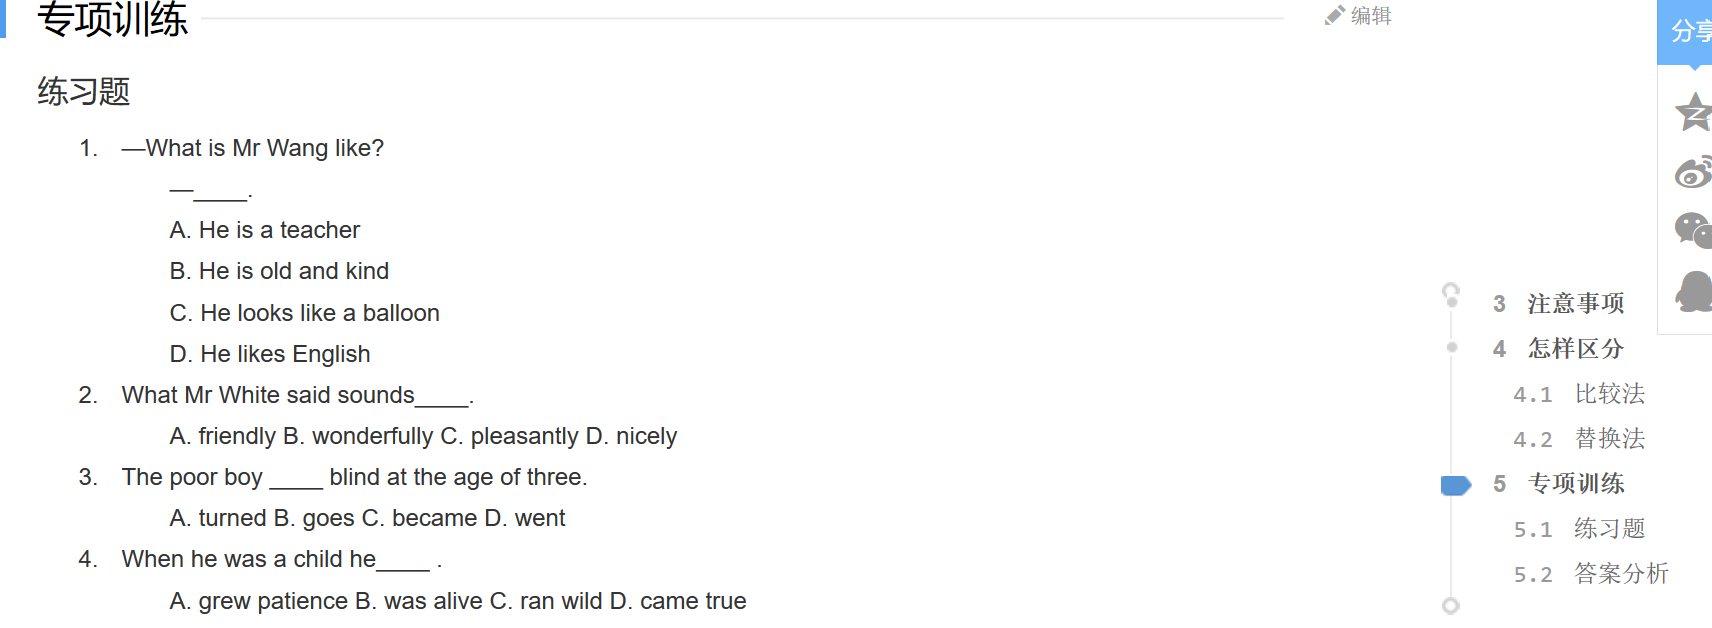 专项训练
编辑
练习题
1. —What is Mr Wang like?
—____.
A. He is a teacher
B. He is old and kind
C. He looks like a balloon
D. He likes English
2. What Mr White said sounds____.
A. friendly B. wonderfully C. pleasantly D. nicely
3. The poor boy ____ blind at the age of three.
A. turned B. goes C. became D. went
4. When he was a child he____ .
A. grew patience B. was alive C. ran wild D. came true
分享
3 注意事项
4 怎样区分
4.1 比较法
4.2 替换法
5 专项训练
5.1 练习题
5.2 答案分析